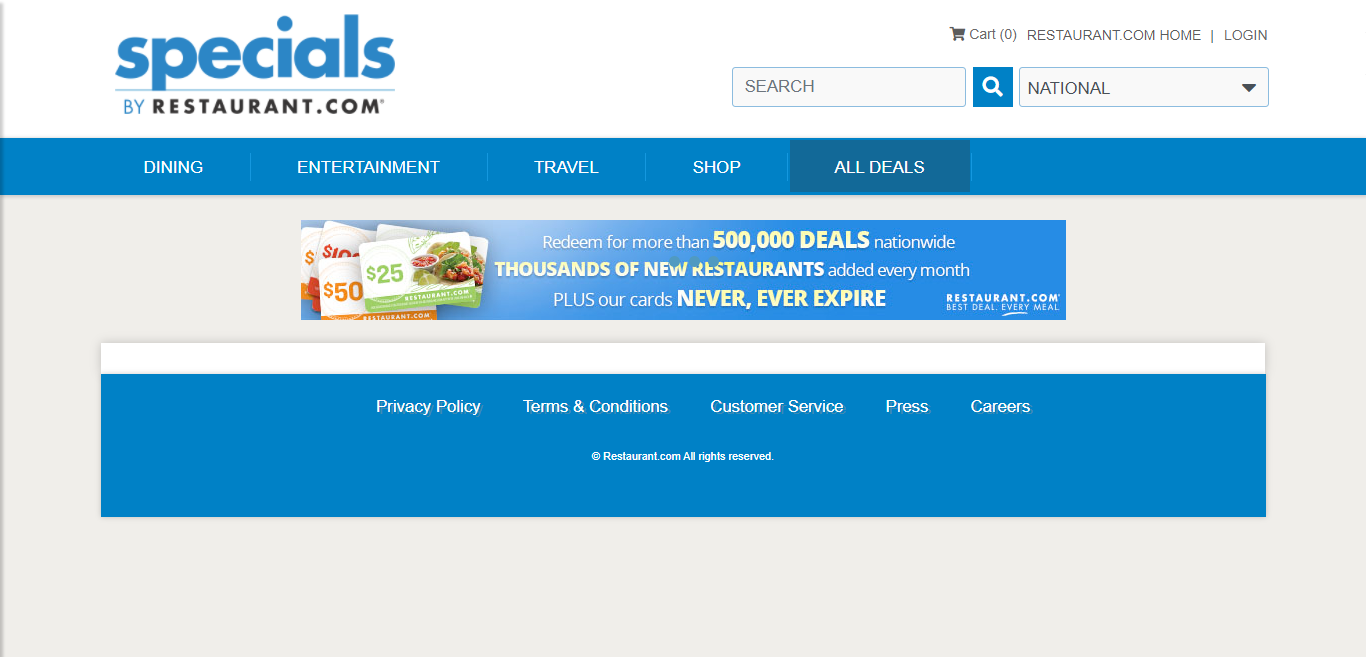 specials
BY RESTAURANT.COM®
Cart (0) RESTAURANT.COM HOME | LOGIN
SEARCH
NATIONAL
DINING ENTERTAINMENT TRAVEL SHOP ALL DEALS
Redeem for more than 500,000 DEALS nationwide
THOUSANDS OF NEW RESTAURANTS added every month
PLUS our cards NEVER, EVER EXPIRE
$
$100
$25
$50
RESTAURANT.COM
RESTAURANT.COM
RESTAURANT.COM
BEST DEAL. EVERY MEAL.
Privacy Policy Terms & Conditions Customer Service Press Careers
© Restaurant.com All rights reserved.